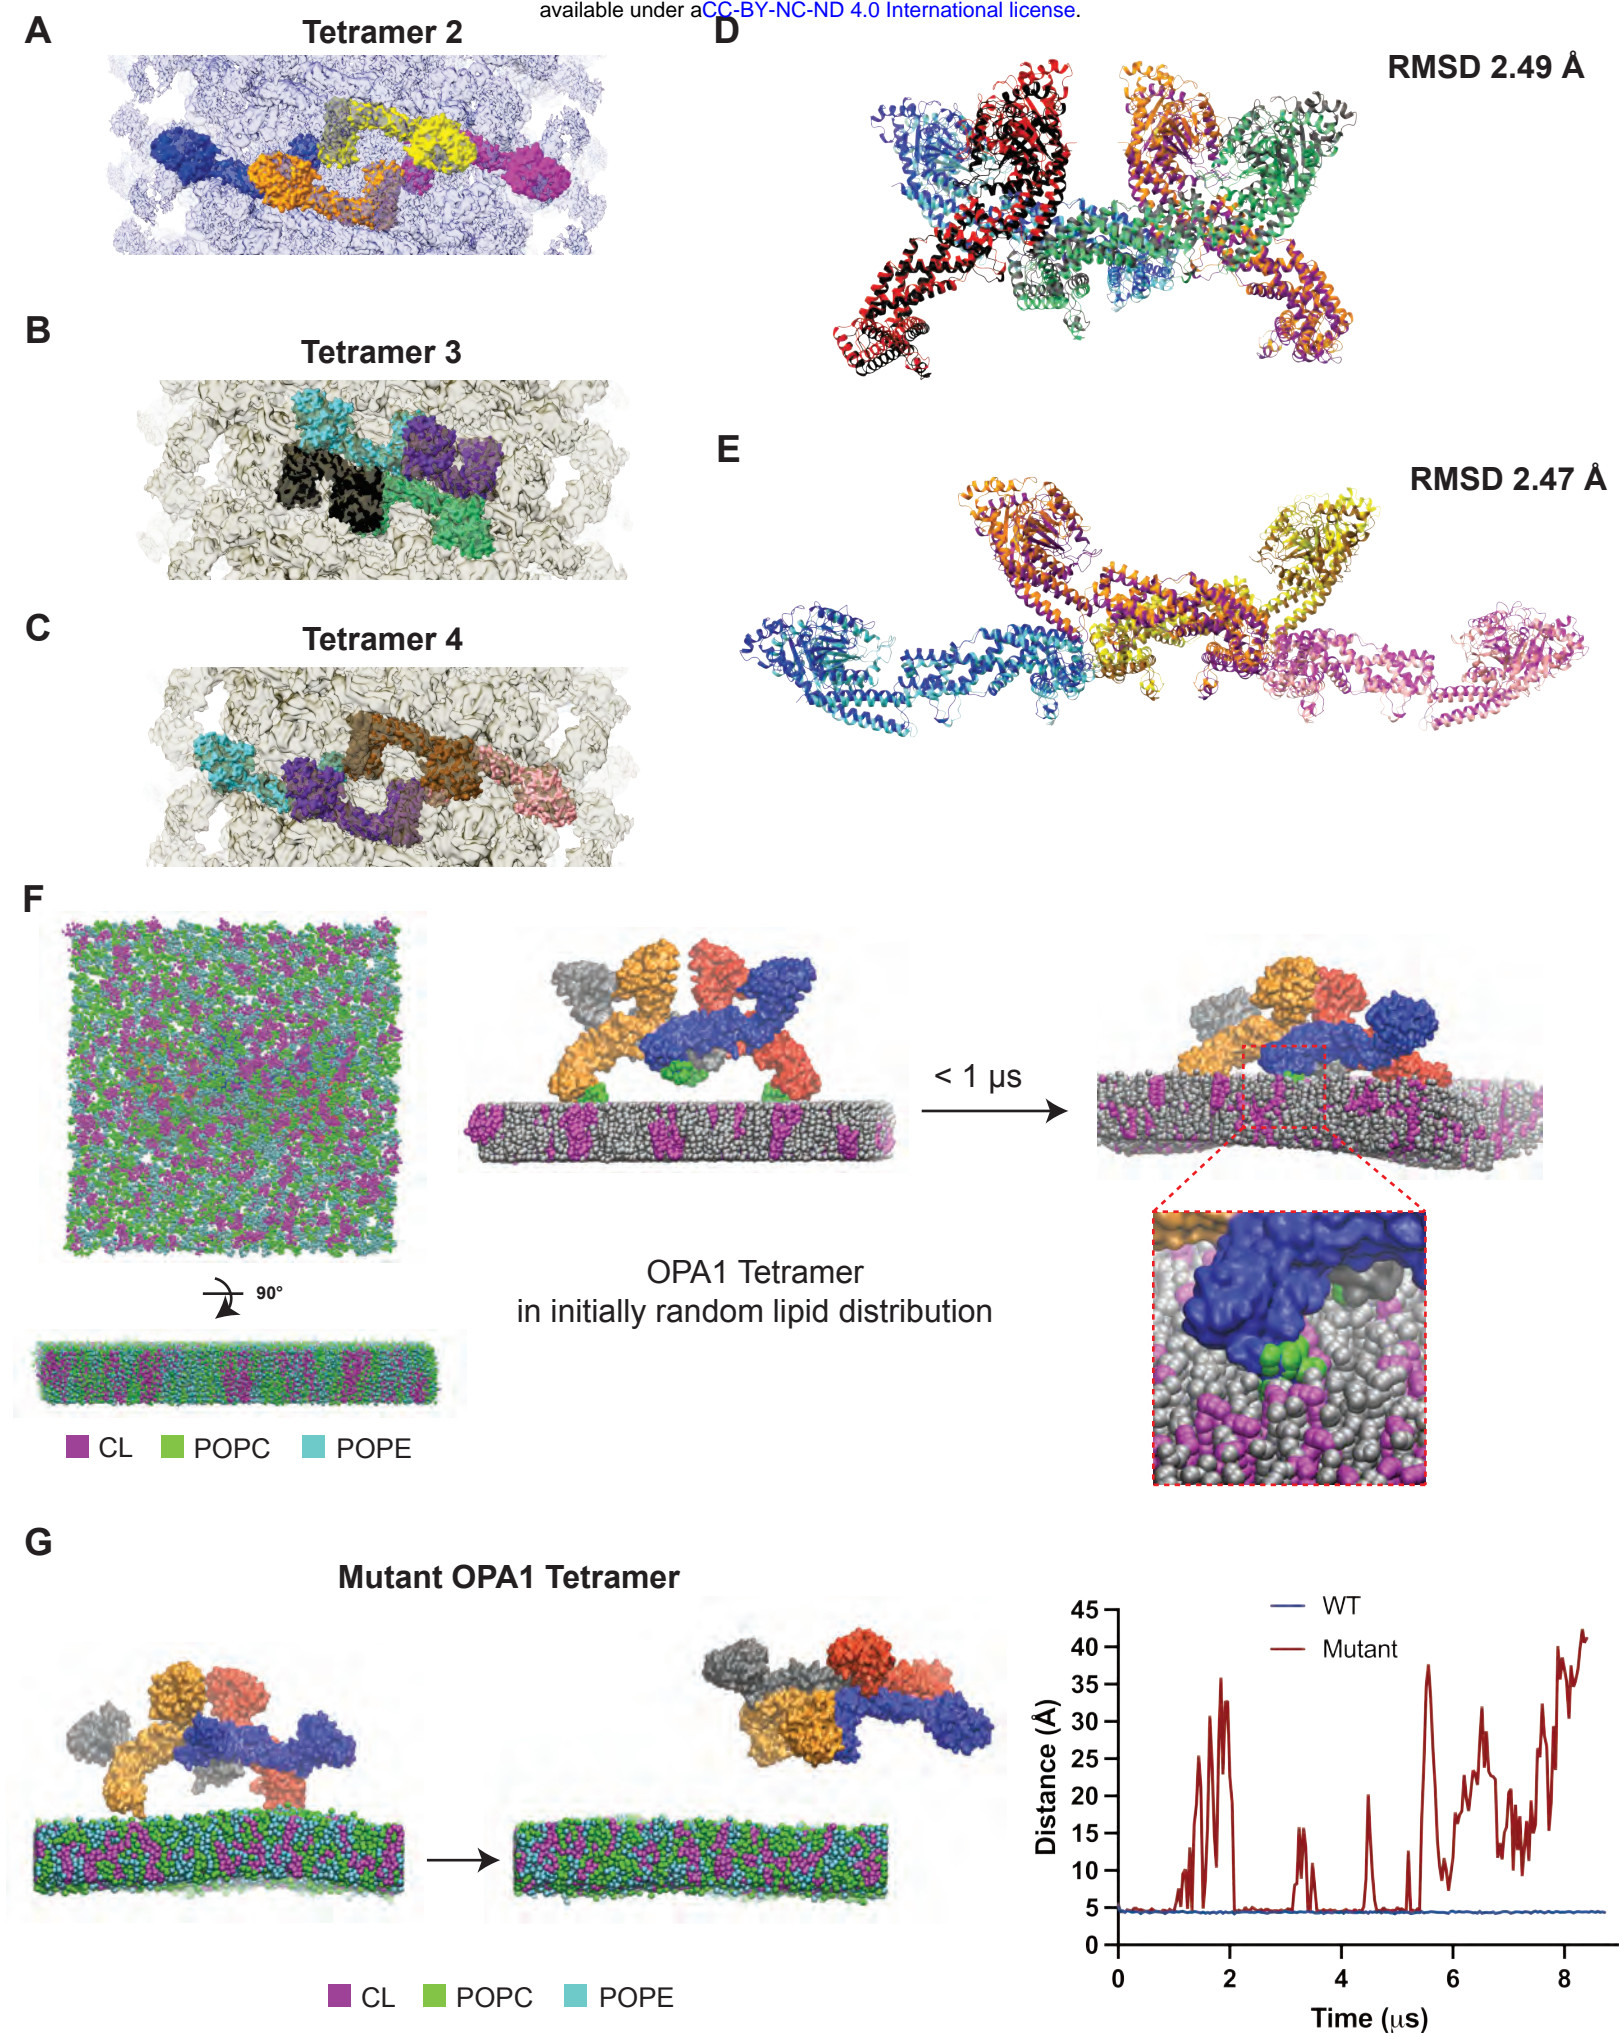 available under aCC-BY-NC-ND 4.0 International license.
A
Tetramer 2
B
Tetramer 3
C
Tetramer 4
D
RMSD 2.49 Å
E
RMSD 2.47 Å
F
90°
CL
POPC
POPE
< 1 μs
OPA1 Tetramer
in initially random lipid distribution
G
Mutant OPA1 Tetramer
CL
POPC
POPE
WT
Mutant
Distance (Å)
45
40
35
30
25
20
15
10
5
0
0
2
4
6
8
Time (μs)